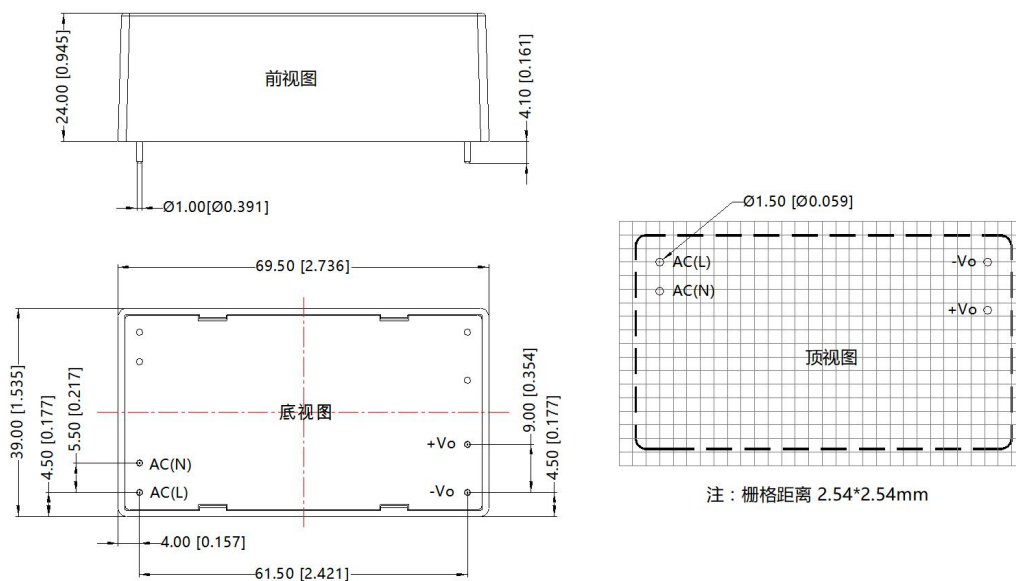 24.00 [0.945]
前视图
4.10 [0.161]
Ø1.00[Ø0.391]
69.50 [2.736]
39.00 [1.535]
4.50 [0.177]
5.50 [0.217]
底视图
AC(N)
AC(L)
+Vo
-Vo
9.00 [0.354]
4.50 [0.177]
4.00 [0.157]
61.50 [2.421]
Ø1.50 [Ø0.059]
AC(L)
AC(N)
-Vo
+Vo
顶视图
注：栅格距离 2.54*2.54mm